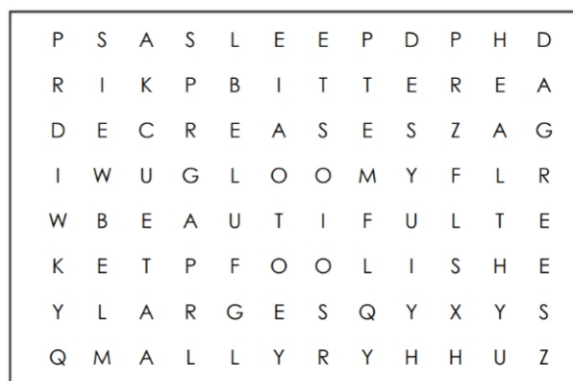 P S A S L E E P D P H D
R I K P B I T T E R E A
D E C R E A S E S Z A G
I W U G L O O M Y F L R
W B E A U T I F U L T E
K E T P F O O L I S H E
Y L A R G E S Q Y X Y S
Q M A L L Y R Y H H U Z